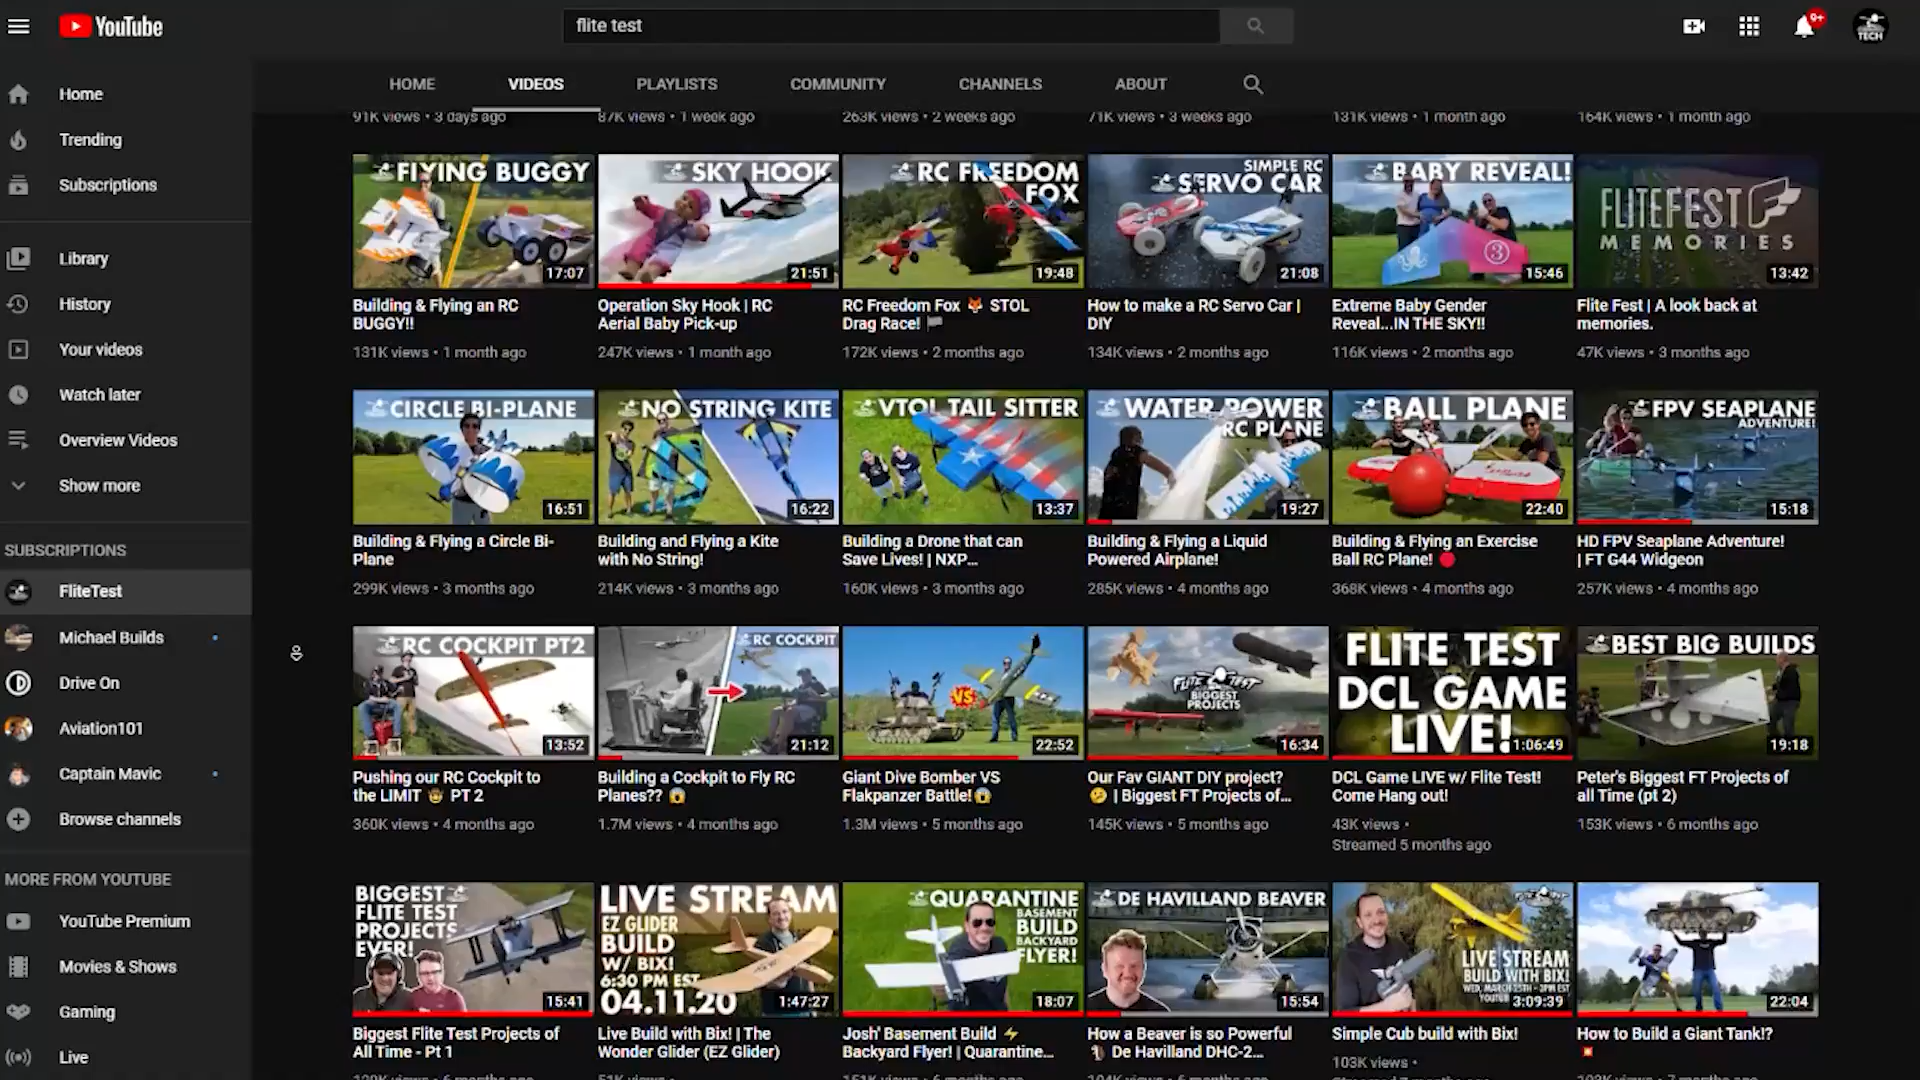 YouTube
flite test
9+
TECH
HOME VIDEOS PLAYLISTS COMMUNITY CHANNELS ABOUT
91K views • 3 days ago
87K views • 1 week ago
263K views • 2 weeks ago
71K views • 3 weeks ago
131K views • 1 month ago
164K views • 1 month ago
Home
Trending
Subscriptions
Library
History
Your videos
Watch later
Overview Videos
Show more
SUBSCRIPTIONS
FliteTest
Michael Builds
Drive On
Aviation101
Captain Mavic
Browse channels
MORE FROM YOUTUBE
YouTube Premium
Movies & Shows
Gaming
Live
FLYING BUGGY
17:07
Building & Flying an RC
BUGGY!!
131K views • 1 month ago
SKY HOOK
21:51
Operation Sky Hook | RC
Aerial Baby Pick-up
247K views • 1 month ago
RC FREEDOM
FOX
19:48
RC Freedom Fox 🦊 STOL
Drag Race! 🏁
172K views • 2 months ago
SIMPLE RC
SERVO CAR
21:08
How to make a RC Servo Car |
DIY
134K views • 2 months ago
BABY REVEAL!
3
15:46
Extreme Baby Gender
Reveal...IN THE SKY!!
116K views • 2 months ago
FLITEFEST
MEMORIES
13:42
Flite Fest | A look back at
memories.
47K views • 3 months ago
CIRCLE BI-PLANE
16:51
Building & Flying a Circle Bi-
Plane
299K views • 3 months ago
NO STRING KITE
16:22
Building and Flying a Kite
with No String!
214K views • 3 months ago
VTOL TAIL SITTER
13:37
Building a Drone that can
Save Lives! | NXP...
160K views • 3 months ago
WATER POWER
RC PLANE
19:27
Building & Flying a Liquid
Powered Airplane!
285K views • 4 months ago
BALL PLANE
22:40
Building & Flying an Exercise
Ball RC Plane! 🔴
368K views • 4 months ago
FPV SEAPLANE
ADVENTURE!
15:18
HD FPV Seaplane Adventure!
| FT G44 Widgeon
257K views • 4 months ago
RC COCKPIT PT2
13:52
Pushing our RC Cockpit to
the LIMIT 🤠 PT 2
360K views • 4 months ago
RC COCKPIT
21:12
Building a Cockpit to Fly RC
Planes?? 😱
1.7M views • 4 months ago
VS
22:52
Giant Dive Bomber VS
Flakpanzer Battle!😱
1.3M views • 5 months ago
FLITE TEST
BIGGEST
PROJECTS
16:34
Our Fav GIANT DIY project?
🤔 | Biggest FT Projects of...
145K views • 5 months ago
FLITE TEST
DCL GAME
LIVE!
1:06:49
DCL Game LIVE w/ Flite Test!
Come Hang out!
43K views •
Streamed 5 months ago
BEST BIG BUILDS
19:18
Peter's Biggest FT Projects of
all Time (pt 2)
153K views • 6 months ago
BIGGEST
FLITE TEST
PROJECTS
EVER!
15:41
Biggest Flite Test Projects of
All Time - Pt 1
LIVE STREAM
EZ GLIDER
BUILD
W/ BIX!
6:30 PM EST
04.11.20
1:47:27
Live Build with Bix! | The
Wonder Glider (EZ Glider)
QUARANTINE
BASEMENT
BUILD
BACKYARD
FLYER!
18:07
Josh' Basement Build ⚡
Backyard Flyer! | Quarantine...
DE HAVILLAND BEAVER
15:54
How a Beaver is so Powerful
🦫 De Havilland DHC-2...
LIVE STREAM
BUILD WITH BIX!
3:09:39
Simple Cub build with Bix!
103K views •
22:04
How to Build a Giant Tank!?
💥